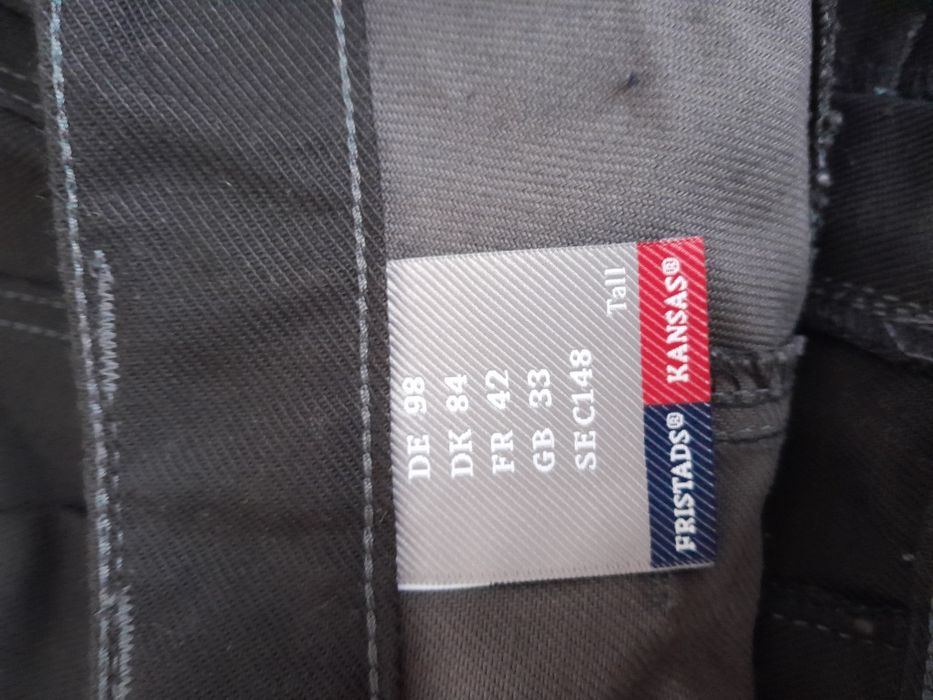 DE 98
DK 84
FR 42
GB 33
SE C148
Tall
FRISTADS® KANSAS®